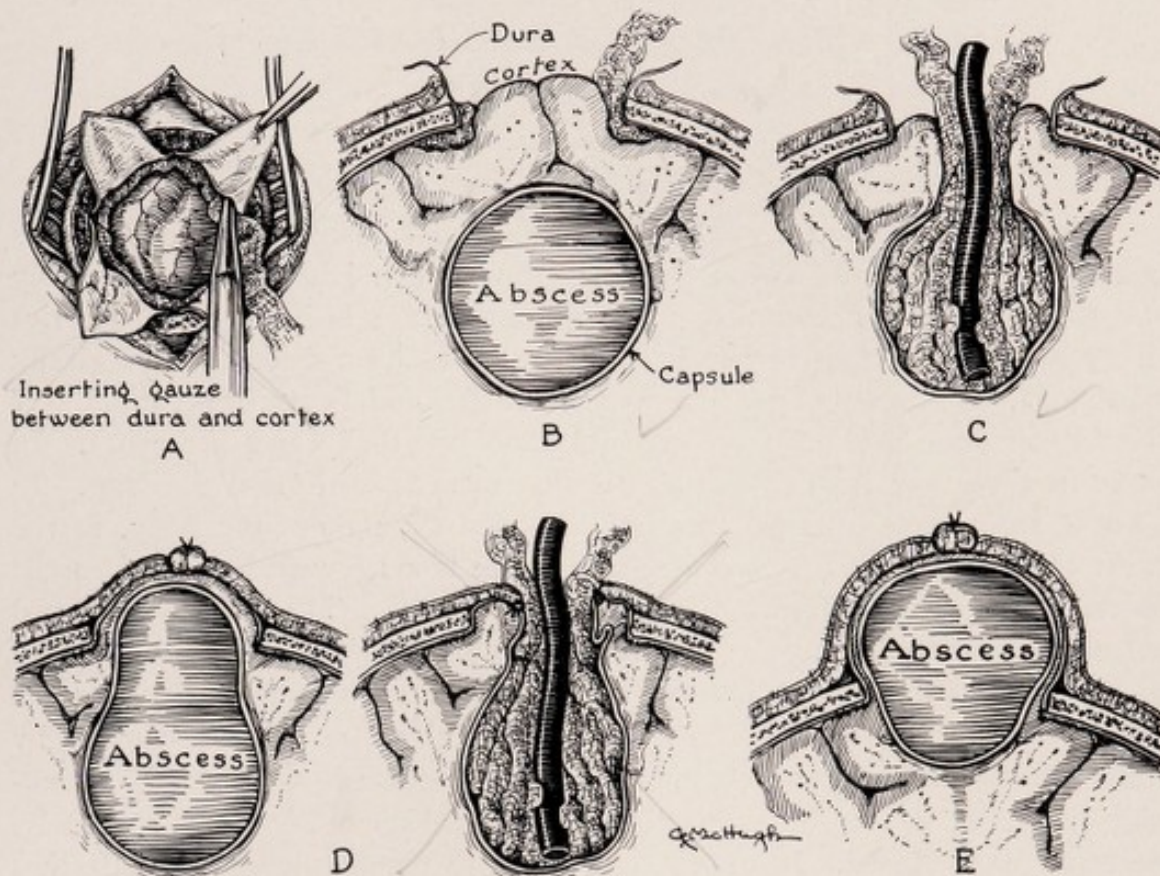 Dura
cortex
Abscess
Capsule
Inserting gauze
between dura and cortex
A
B
C
Abscess
D
Abscess
E